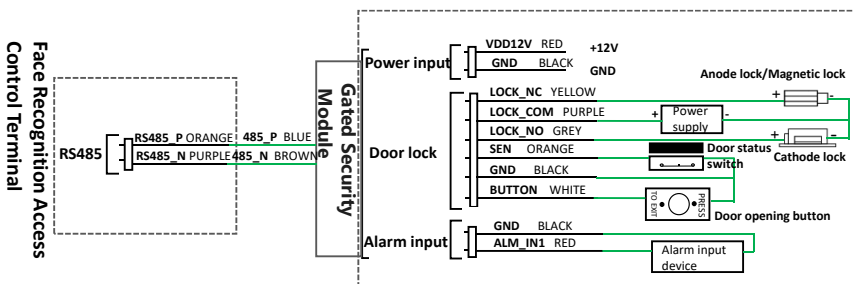 Face Recognition Access
Control Terminal
RS485
RS485_P ORANGE
RS485_N PURPLE
485_P BLUE
485_N BROWN
Gated Security
Module
Power input
VDD12V RED +12V
GND BLACK GND
Door lock
LOCK_NC YELLOW
LOCK_COM PURPLE
LOCK_NO GREY
SEN ORANGE
GND BLACK
BUTTON WHITE
Anode lock/Magnetic lock
+ -
+ Power
supply -
+ -
Cathode lock
Door status
switch
PRESS
TO EXIT
Door opening button
Alarm input
GND BLACK
ALM_IN1 RED
Alarm input
device